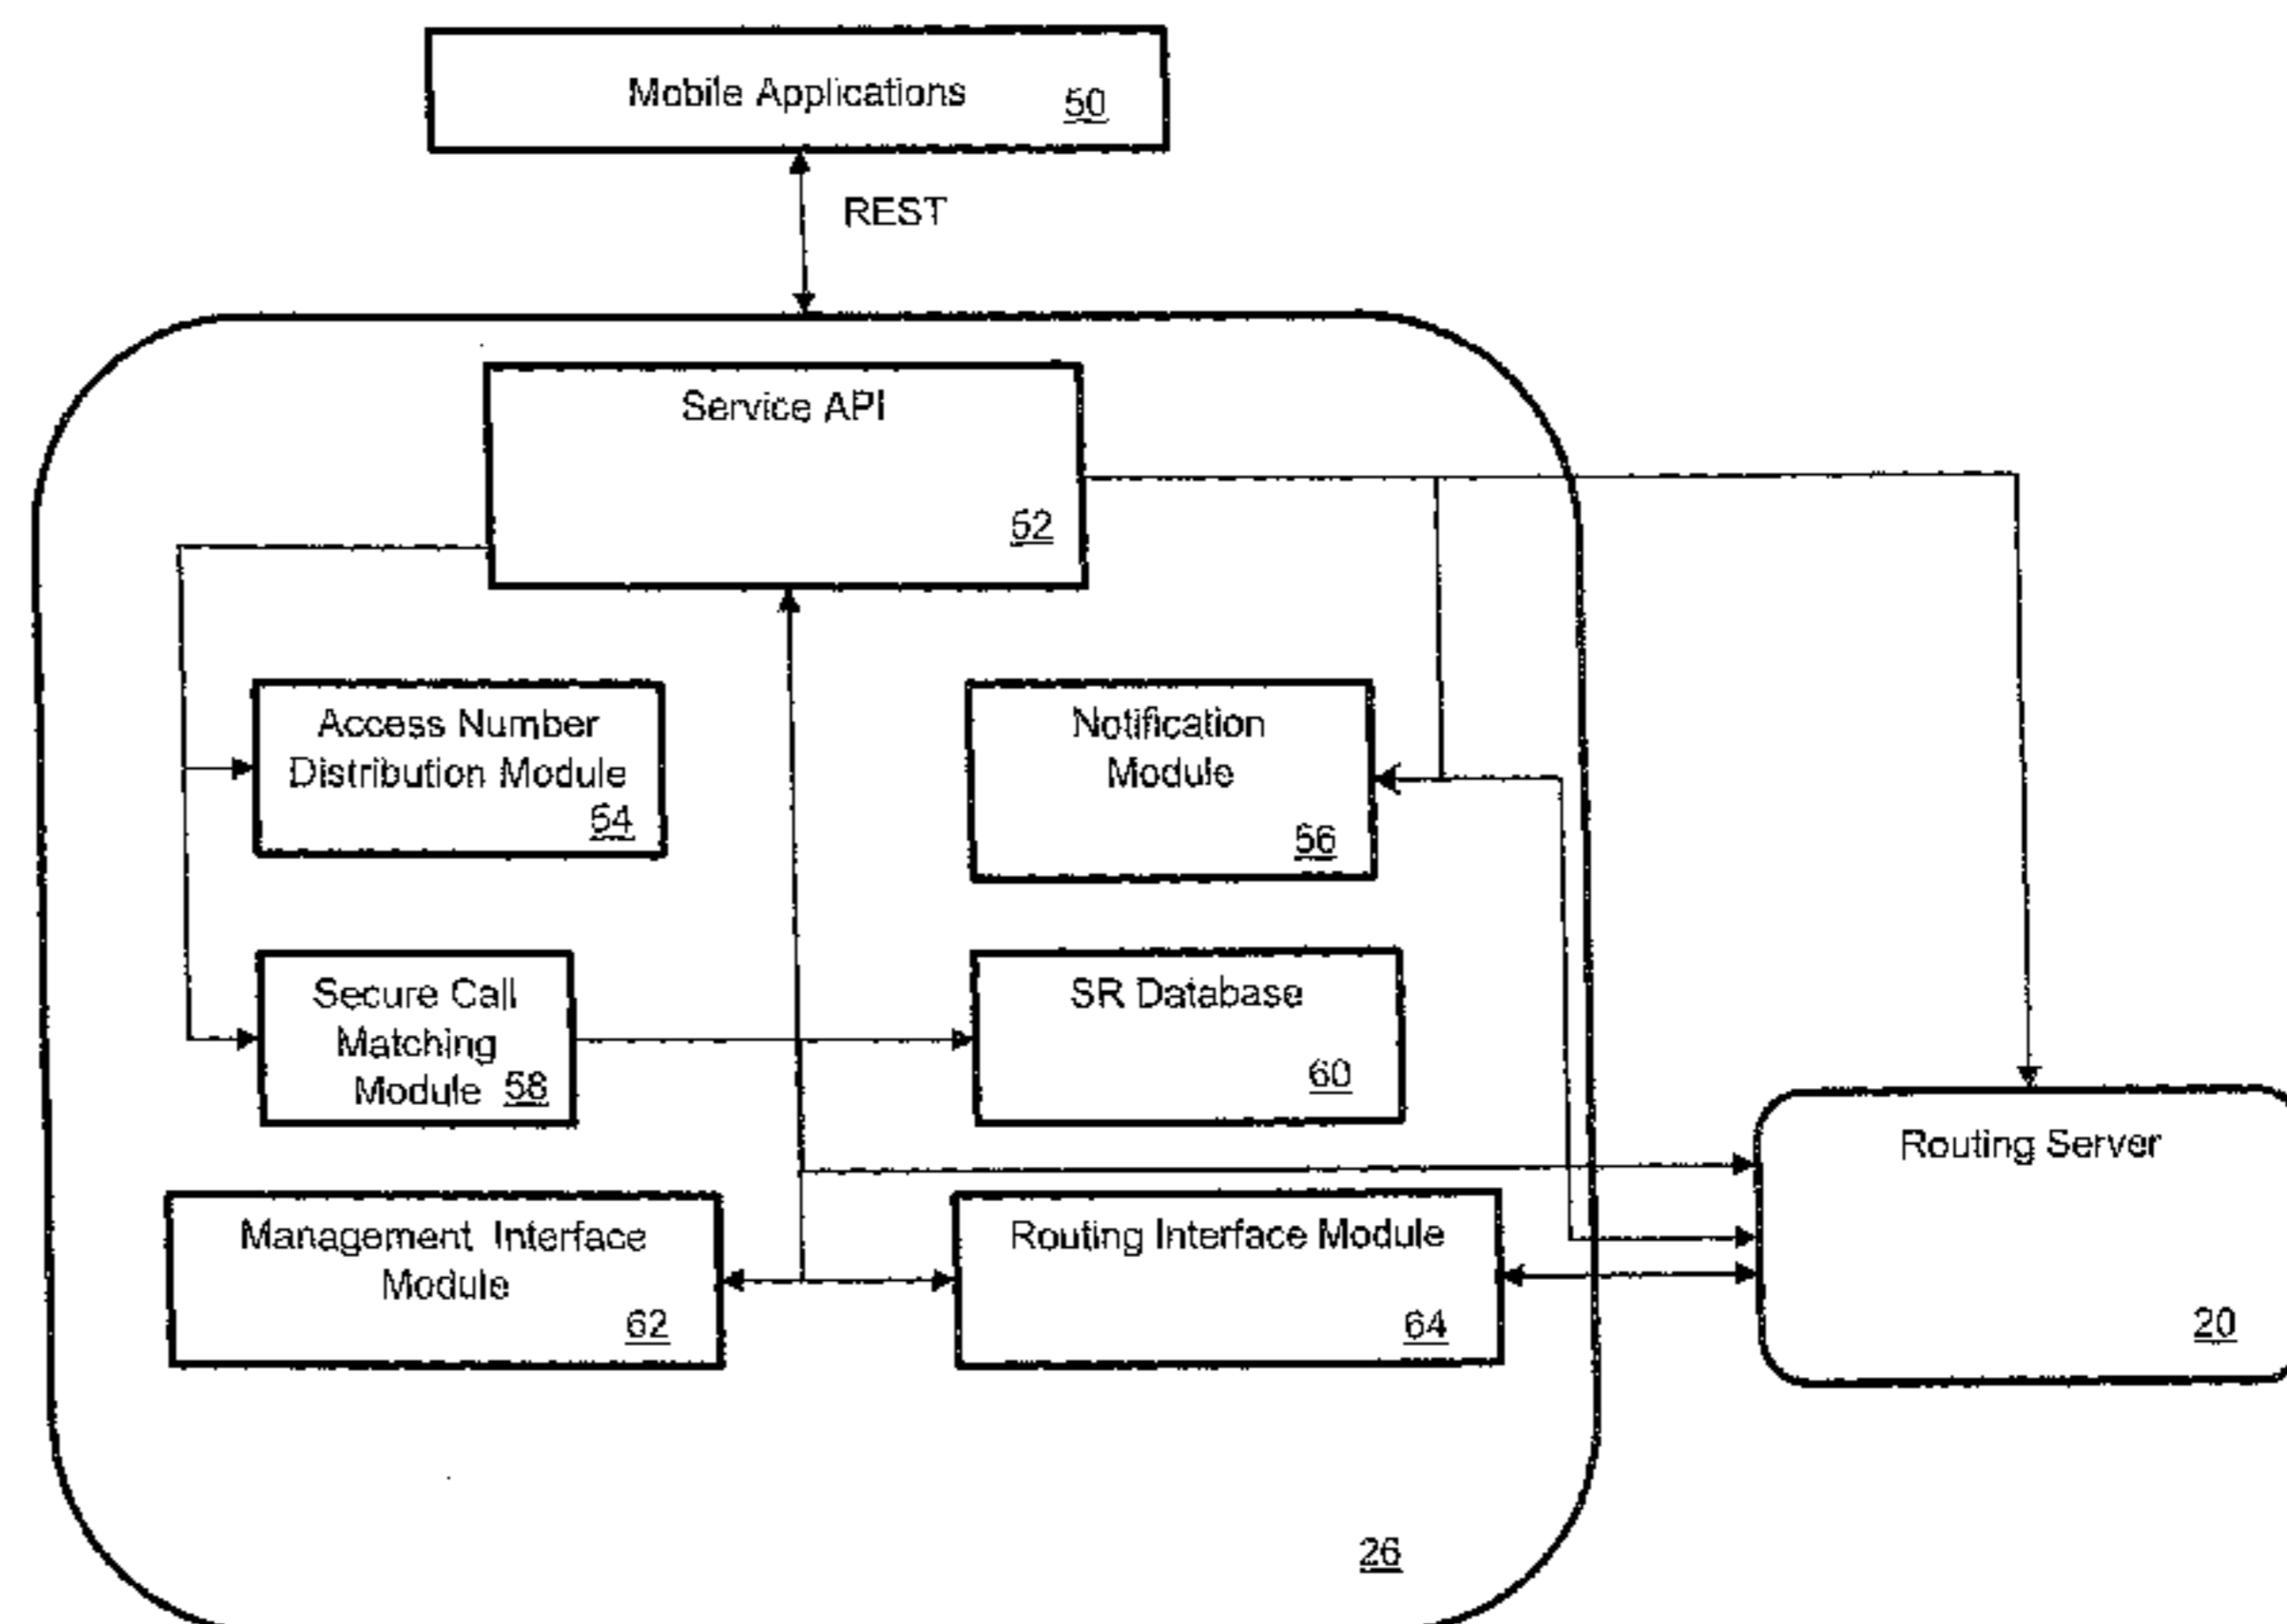 Mobile Applications
50
REST
Service API
52
Access Number
Distribution Module
54
Notification
Module
56
Secure Call
Matching
Module 58
SR Database
60
Routing Server
20
Management Interface
Module
62
Routing Interface Module
64
26